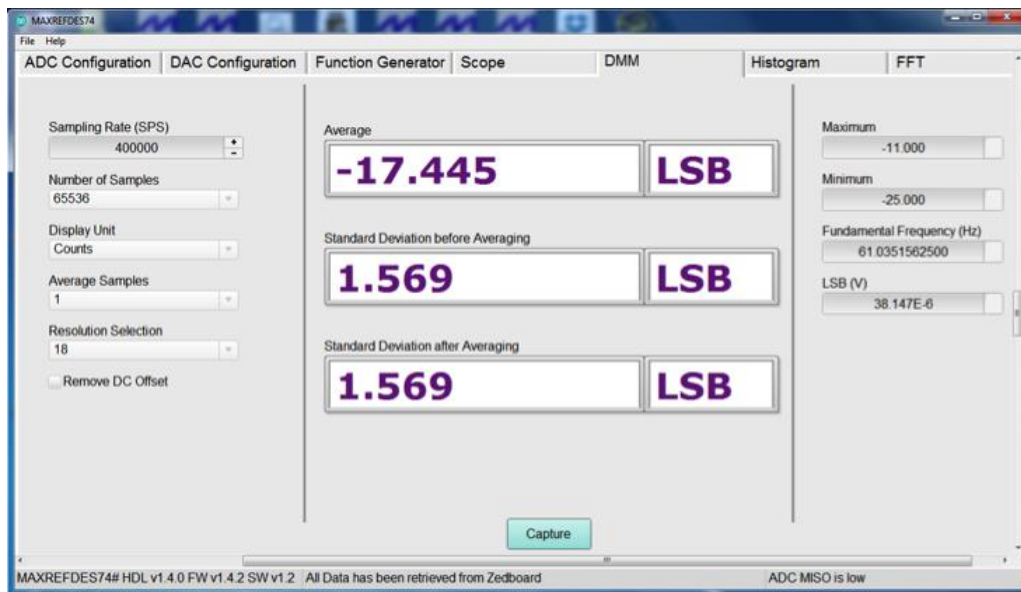 MAXREFDES74
File Help
ADC Configuration DAC Configuration Function Generator Scope DMM Histogram FFT
Sampling Rate (SPS)
400000
Number of Samples
65536
Display Unit
Counts
Average Samples
1
Resolution Selection
18
Remove DC Offset
Average
-17.445 LSB
Standard Deviation before Averaging
1.569 LSB
Standard Deviation after Averaging
1.569 LSB
Capture
Maximum
-11.000
Minimum
-25.000
Fundamental Frequency (Hz)
61.0351562500
LSB (V)
38.147E-6
MAXREFDES74# HDL v1.4.0 FW v1.4.2 SW v1.2 All Data has been retrieved from Zedboard ADC MISO is low